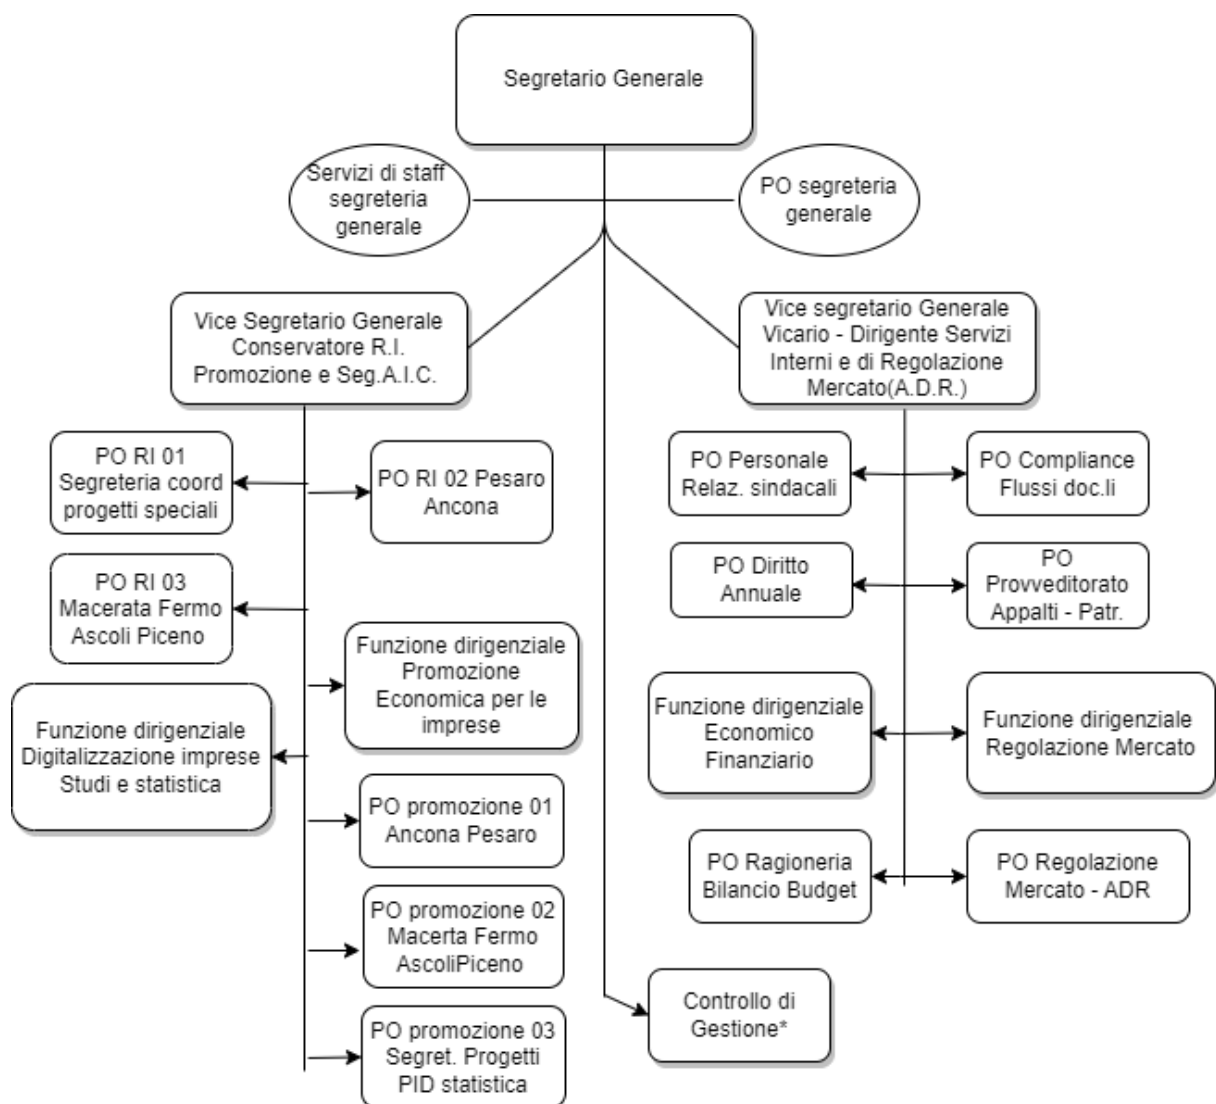 Segretario Generale
Servizi di staff
segreteria
generale
PO segreteria
generale
Vice Segretario Generale
Conservatore R.I.
Promozione e Seg.A.I.C.
Vice segretario Generale
Vicario - Dirigente Servizi
Interni e di Regolazione
Mercato(A.D.R.)
PO RI 01
Segreteria coord
progetti speciali
PO RI 02 Pesaro
Ancona
PO RI 03
Macerata Fermo
Ascoli Piceno
Funzione dirigenziale
Promozione
Economica per le
imprese
Funzione dirigenziale
Digitalizzazione imprese
Studi e statistica
PO promozione 01
Ancona Pesaro
PO promozione 02
Macerta Fermo
AscoliPiceno
PO promozione 03
Segret. Progetti
PID statistica
PO Personale
Relaz. sindacali
PO Compliance
Flussi doc.li
PO Diritto
Annuale
PO
Provveditorato
Appalti - Patr.
Funzione dirigenziale
Economico
Finanziario
Funzione dirigenziale
Regolazione Mercato
PO Ragioneria
Bilancio Budget
PO Regolazione
Mercato - ADR
Controllo di
Gestione*